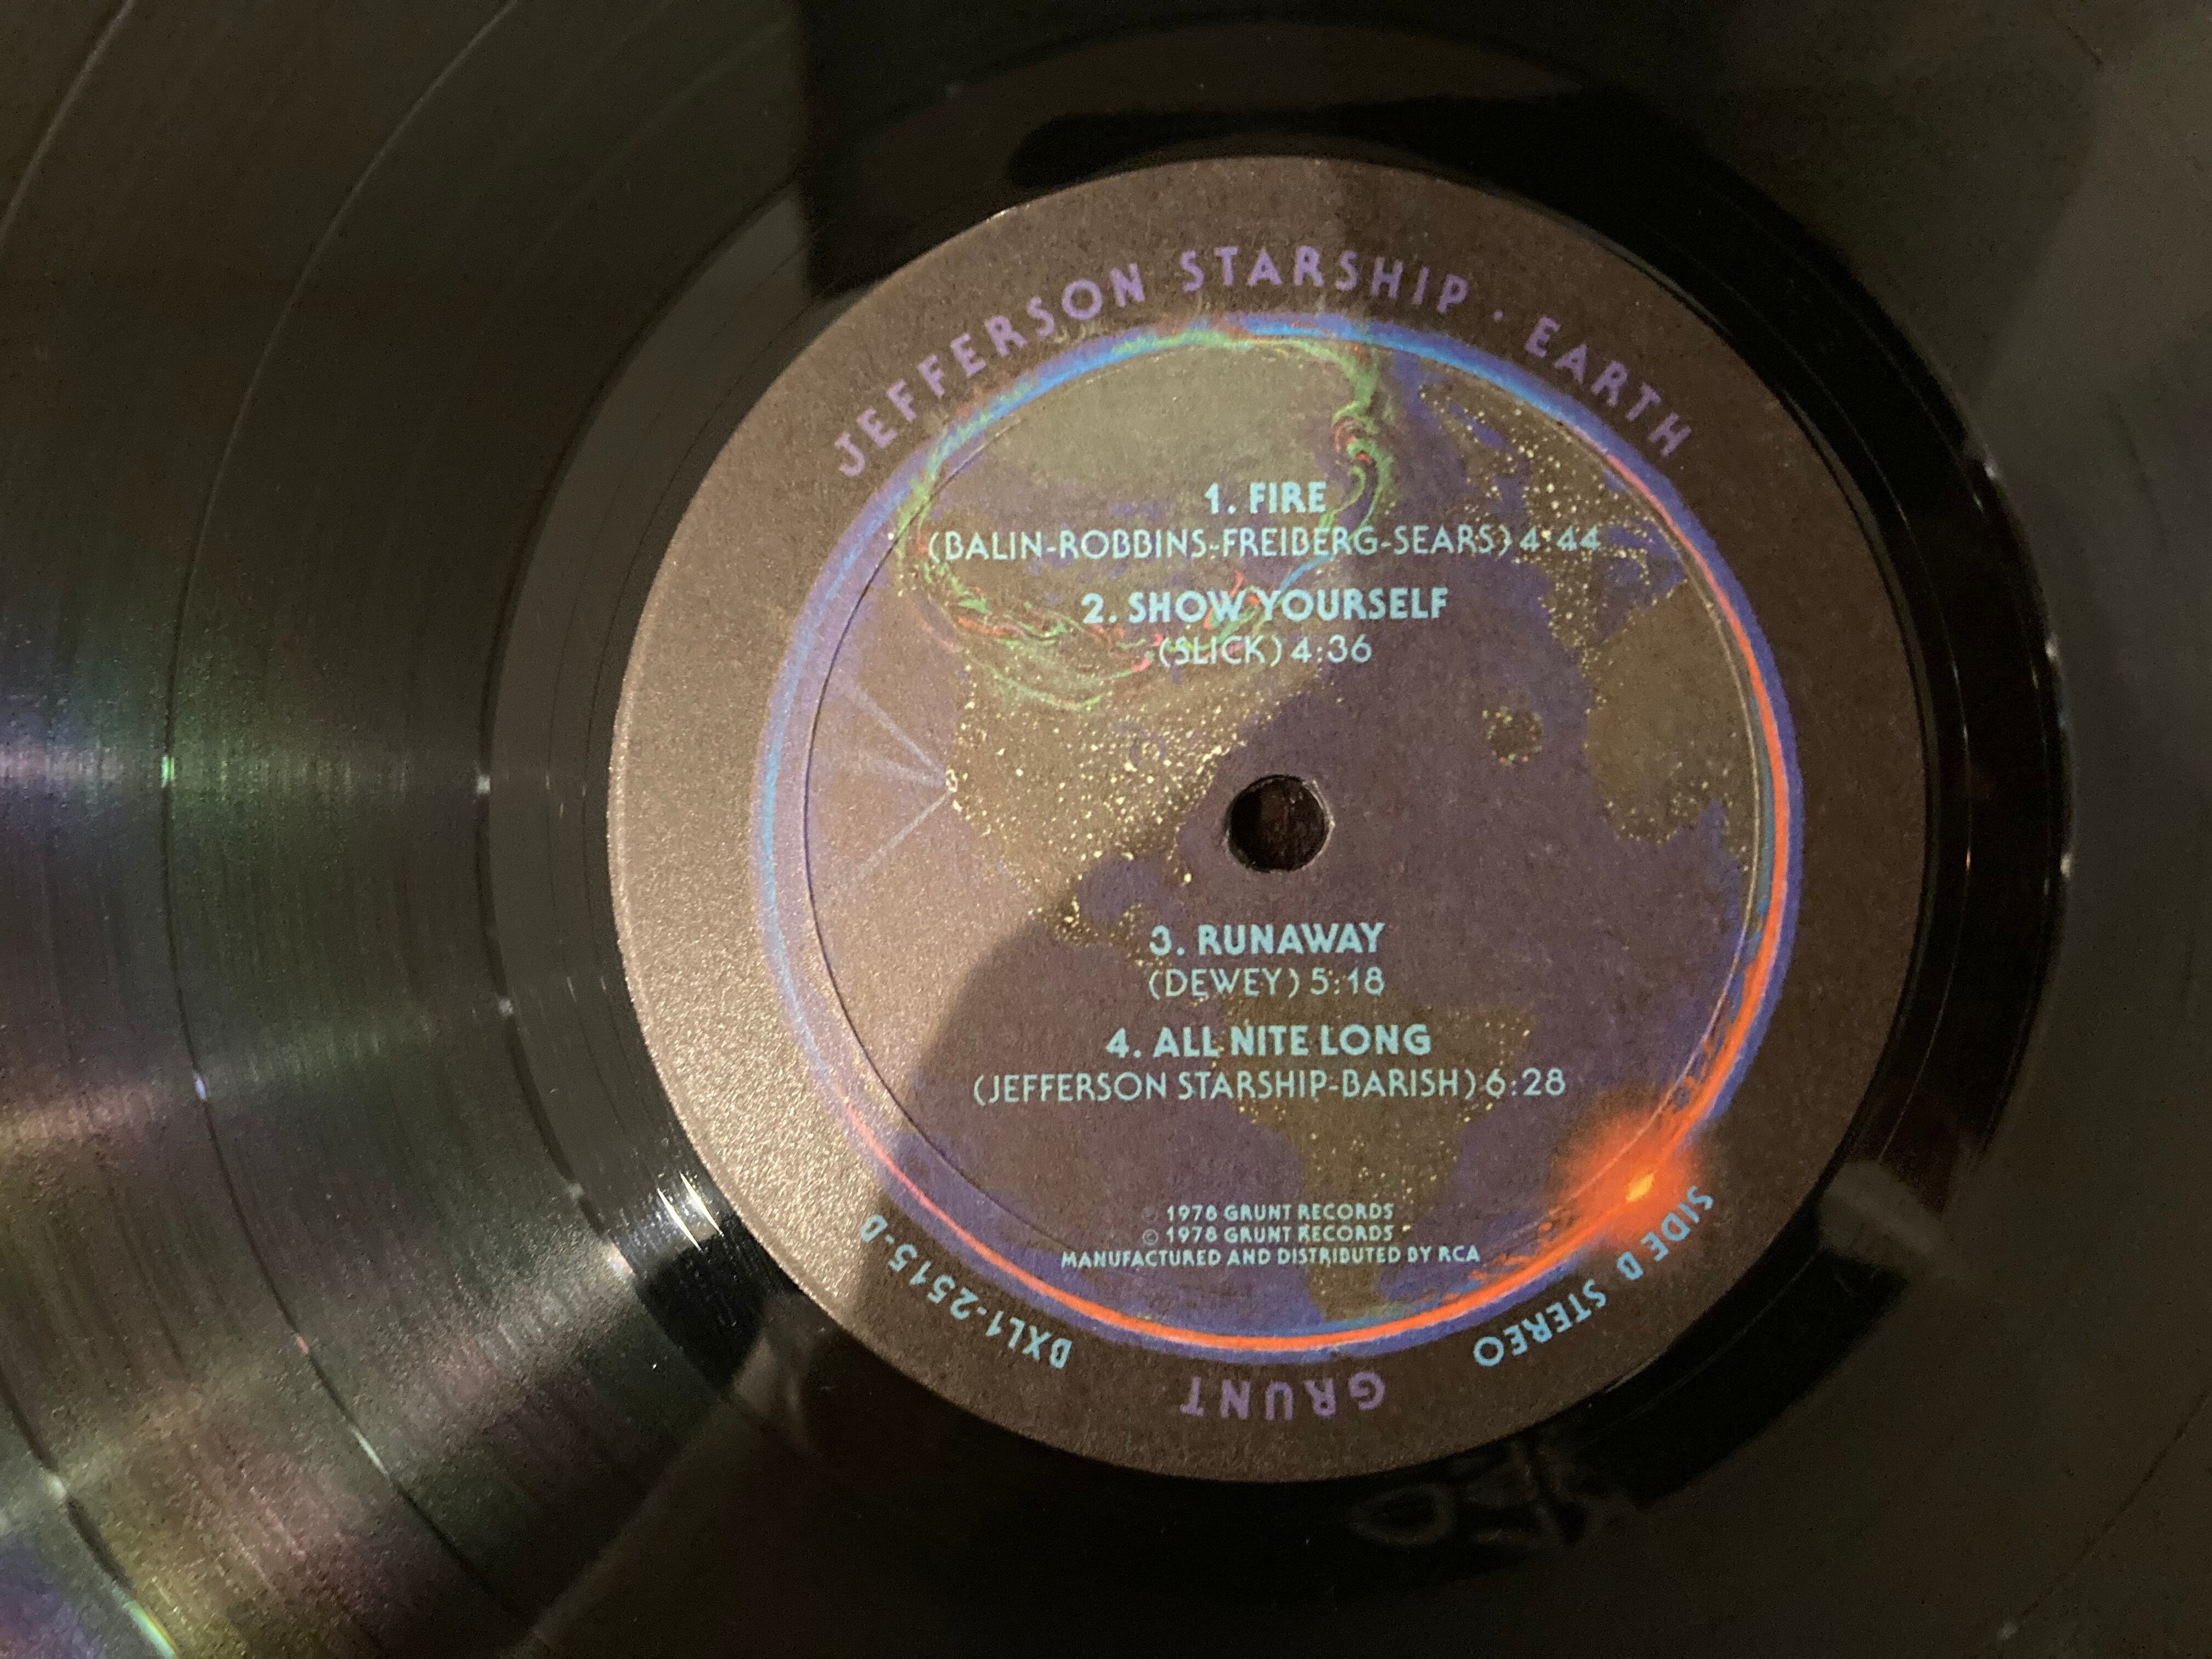 JEFFERSON STARSHIP · EARTH
1. FIRE
(BALIN-ROBBINS-FREIBERG-SEARS) 4:44
2. SHOW YOURSELF
(SLICK) 4:36
3. RUNAWAY
(DEWEY) 5:18
4. ALL NITE LONG
(JEFFERSON STARSHIP-BARISH) 6:28
℗ 1978 GRUNT RECORDS
© 1978 GRUNT RECORDS
MANUFACTURED AND DISTRIBUTED BY RCA
SIDE B STEREO
GRUNT
BXL1-2515-B